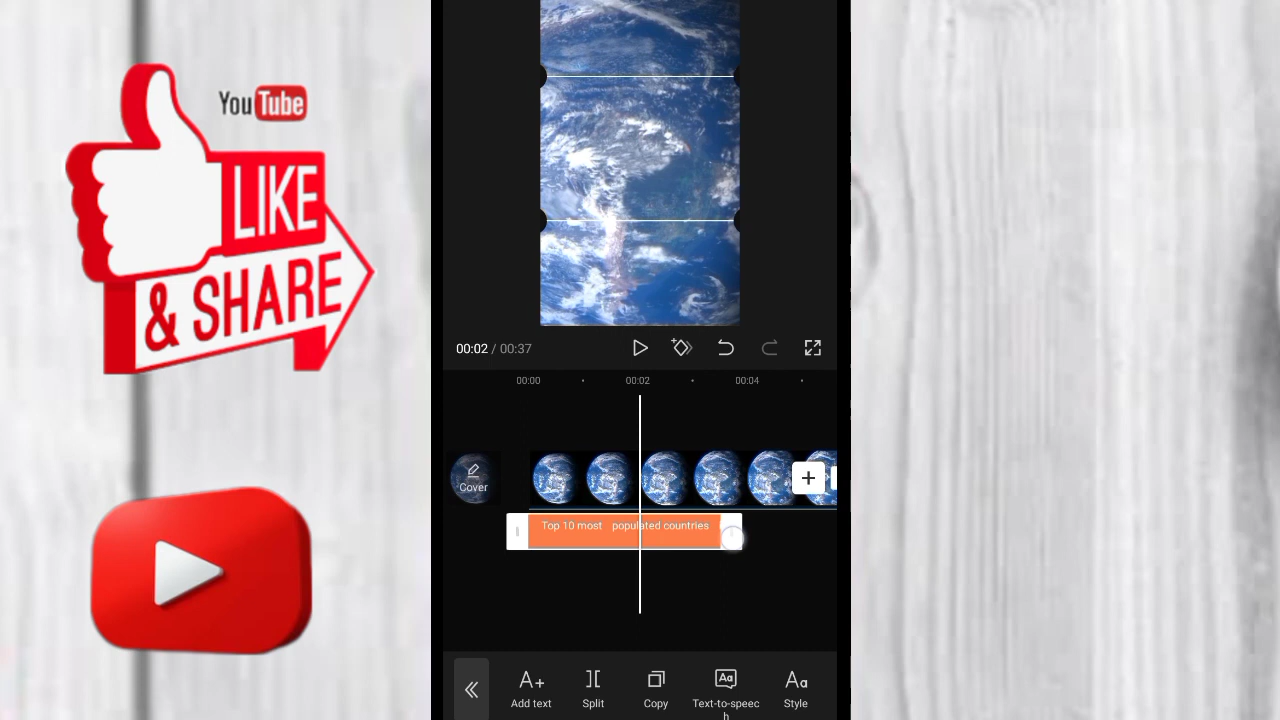 YouTube
LIKE
& SHARE
00:02 / 00:37
00:00
00:02
00:04
Cover
Top 10 most populated countries
Add text
Split
Copy
Text-to-speec
h
Style